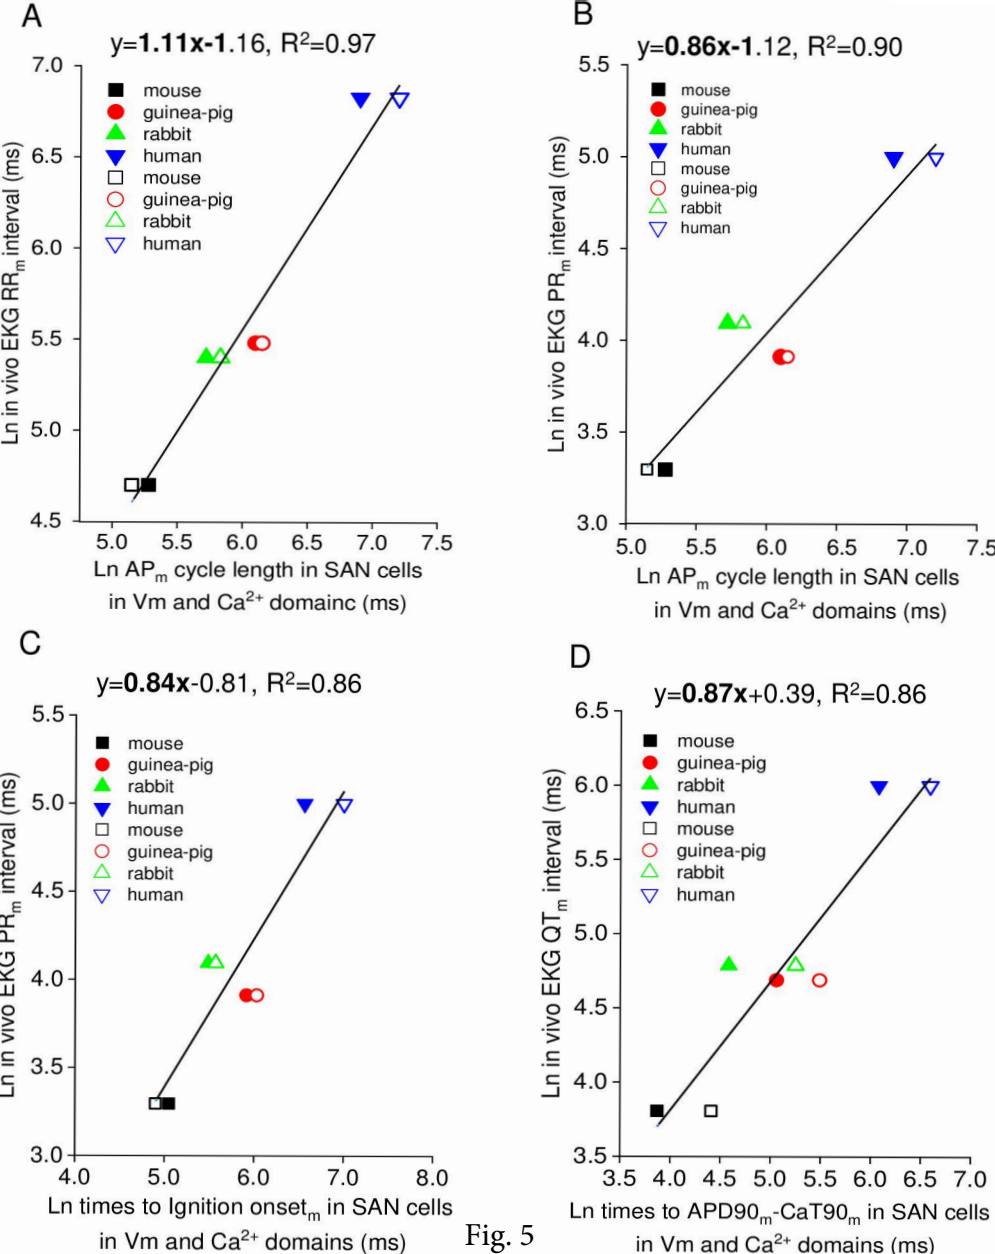 A
y=1.11x-1.16, R²=0.97
7.0
6.5
6.0
5.5
5.0
4.5
Ln in vivo EKG RRm interval (ms)
mouse
guinea-pig
rabbit
human
mouse
guinea-pig
rabbit
human
5.0 5.5 6.0 6.5 7.0 7.5
Ln APm cycle length in SAN cells
in Vm and Ca²⁺ domainc (ms)
B
y=0.86x-1.12, R²=0.90
5.5
5.0
4.5
4.0
3.5
3.0
Ln in vivo EKG PRm interval (ms)
mouse
guinea-pig
rabbit
human
mouse
guinea-pig
rabbit
human
5.0 5.5 6.0 6.5 7.0 7.5
Ln APm cycle length in SAN cells
in Vm and Ca²⁺ domains (ms)
C
y=0.84x-0.81, R²=0.86
5.5
5.0
4.5
4.0
3.5
3.0
Ln in vivo EKG PRm interval (ms)
mouse
guinea-pig
rabbit
human
mouse
guinea-pig
rabbit
human
4.0 5.0 6.0 7.0 8.0
Ln times to Ignition onsetm in SAN cells
in Vm and Ca²⁺ domains (ms)
D
y=0.87x+0.39, R²=0.86
6.5
6.0
5.5
5.0
4.5
4.0
3.5
Ln in vivo EKG QTm interval (ms)
mouse
guinea-pig
rabbit
human
mouse
guinea-pig
rabbit
human
3.5 4.0 4.5 5.0 5.5 6.0 6.5 7.0
Ln times to APD90m-CaT90m in SAN cells
in Vm and Ca²⁺ domains (ms)
Fig. 5